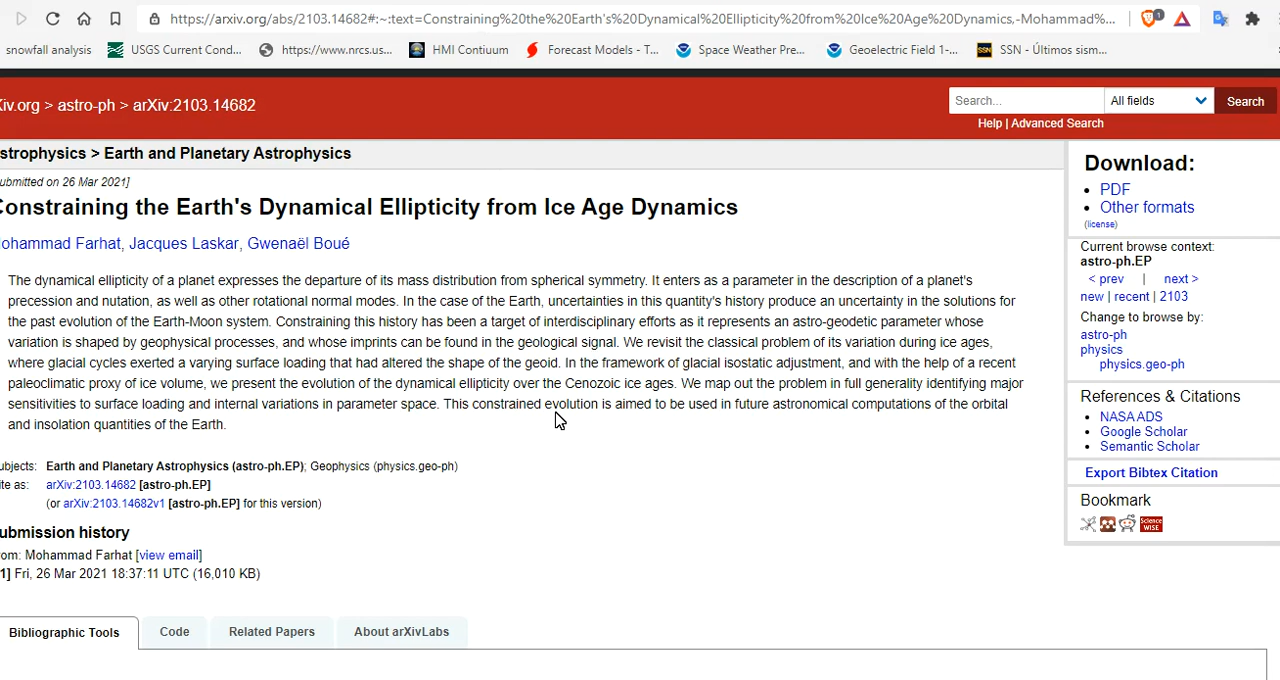 https://arxiv.org/abs/2103.14682#:~:text=Constraining%20the%20Earth's%20Dynamical%20Ellipticity%20from%20Ice%20Age%20Dynamics,-Mohammad%...
1
snowfall analysis USGS Current Cond... https://www.nrcs.us... HMI Contiuum Forecast Models - T... Space Weather Pre... Geoelectric Field 1-... SSN SSN - Últimos sism...
iv.org > astro-ph > arXiv:2103.14682
Search... All fields Search
Help | Advanced Search
strophysics > Earth and Planetary Astrophysics
ubmitted on 26 Mar 2021]
onstraining the Earth's Dynamical Ellipticity from Ice Age Dynamics
ohammad Farhat, Jacques Laskar, Gwenaël Boué
The dynamical ellipticity of a planet expresses the departure of its mass distribution from spherical symmetry. It enters as a parameter in the description of a planet's
precession and nutation, as well as other rotational normal modes. In the case of the Earth, uncertainties in this quantity's history produce an uncertainty in the solutions for
the past evolution of the Earth-Moon system. Constraining this history has been a target of interdisciplinary efforts as it represents an astro-geodetic parameter whose
variation is shaped by geophysical processes, and whose imprints can be found in the geological signal. We revisit the classical problem of its variation during ice ages,
where glacial cycles exerted a varying surface loading that had altered the shape of the geoid. In the framework of glacial isostatic adjustment, and with the help of a recent
paleoclimatic proxy of ice volume, we present the evolution of the dynamical ellipticity over the Cenozoic ice ages. We map out the problem in full generality identifying major
sensitivities to surface loading and internal variations in parameter space. This constrained evolution is aimed to be used in future astronomical computations of the orbital
and insolation quantities of the Earth.
ubjects: Earth and Planetary Astrophysics (astro-ph.EP); Geophysics (physics.geo-ph)
ite as: arXiv:2103.14682 [astro-ph.EP]
(or arXiv:2103.14682v1 [astro-ph.EP] for this version)
ubmission history
om: Mohammad Farhat [view email]
1] Fri, 26 Mar 2021 18:37:11 UTC (16,010 KB)
Bibliographic Tools Code Related Papers About arXivLabs
Download:
PDF
Other formats
(license)
Current browse context:
astro-ph.EP
< prev | next >
new | recent | 2103
Change to browse by:
astro-ph
physics
physics.geo-ph
References & Citations
NASA ADS
Google Scholar
Semantic Scholar
Export Bibtex Citation
Bookmark
Science
WISE